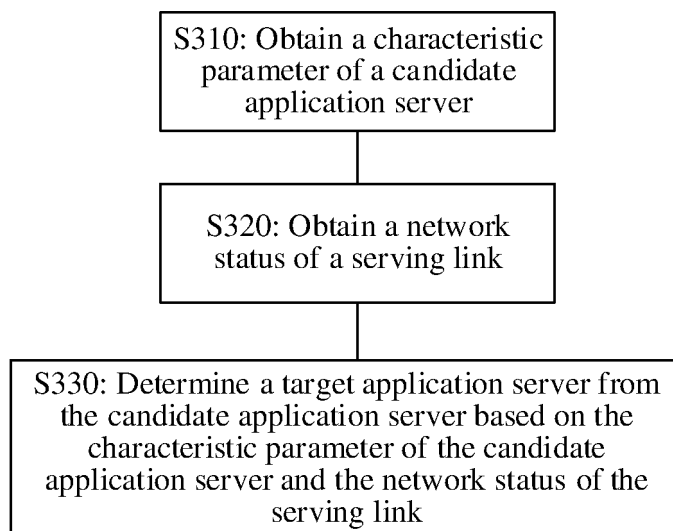 S310: Obtain a characteristic
parameter of a candidate
application server
S320: Obtain a network
status of a serving link
S330: Determine a target application server from
the candidate application server based on the
characteristic parameter of the candidate
application server and the network status of the
serving link